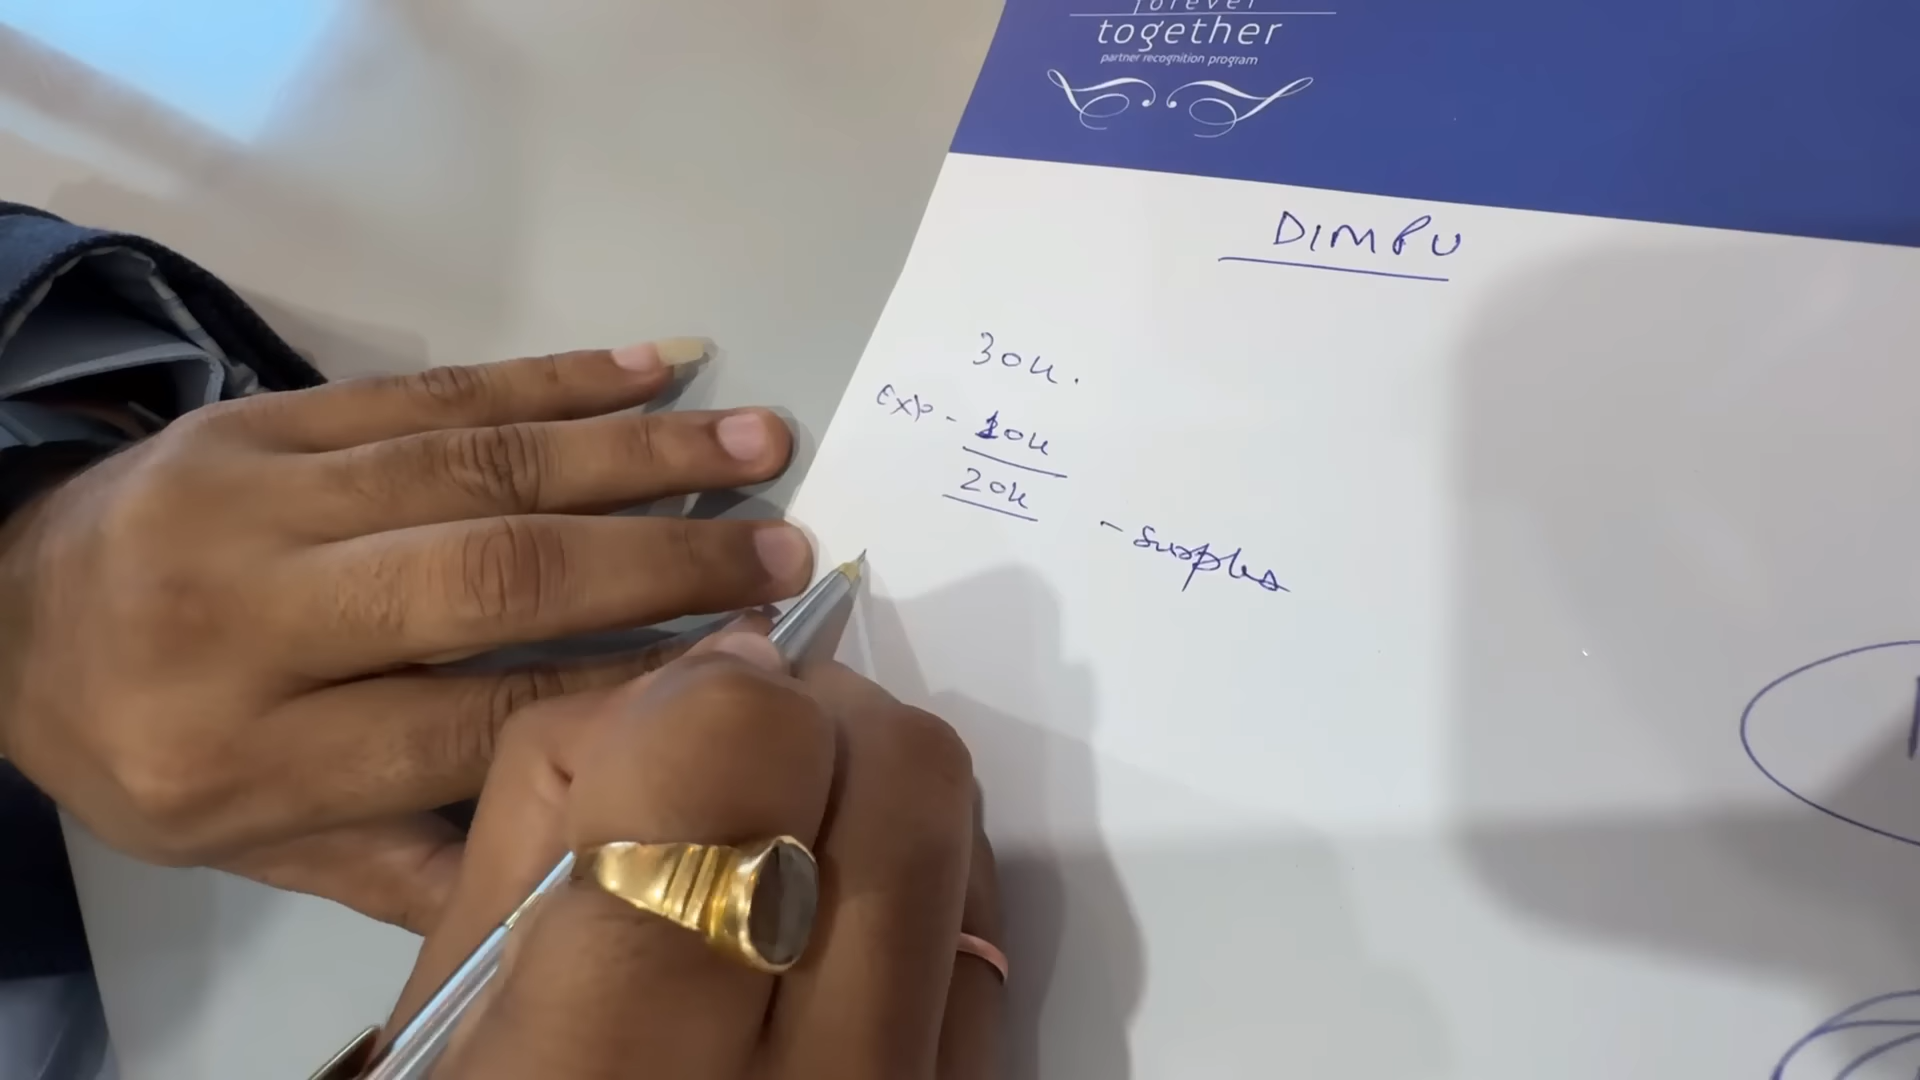 forever
together
partner recognition program
DIMPU
30K.
Exp - 10K
20K - Surplus